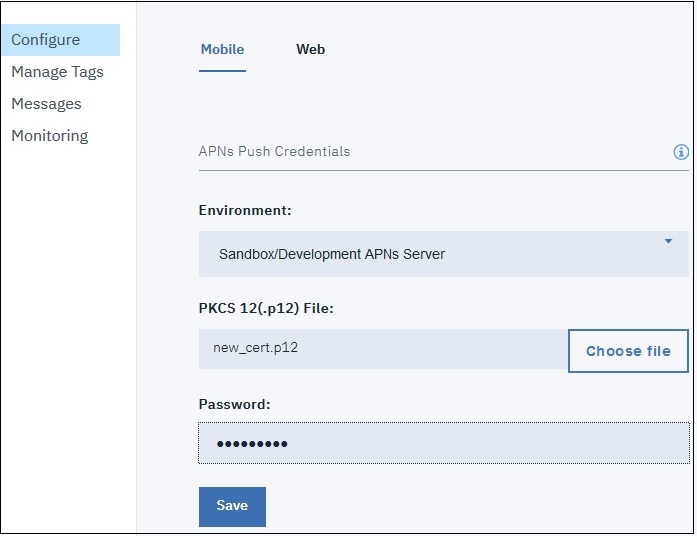 Configure
Manage Tags
Messages
Monitoring
Mobile
Web
APNs Push Credentials
Environment:
Sandbox/Development APNs Server
PKCS 12(.p12) File:
new_cert.p12
Choose file
Password:
•••••••••
Save